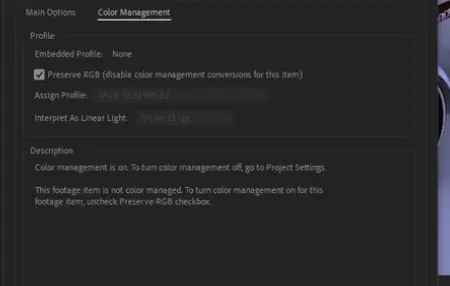 Main Options Color Management
Profile
Embedded Profile: None
Preserve RGB (disable color management conversions for this item)
Assign Profile:
Interpret As Linear Light:
Description
Color management is on. To turn color management off, go to Project Settings.
This footage item is not color managed. To turn color management on for this
footage item, uncheck Preserve RGB checkbox.